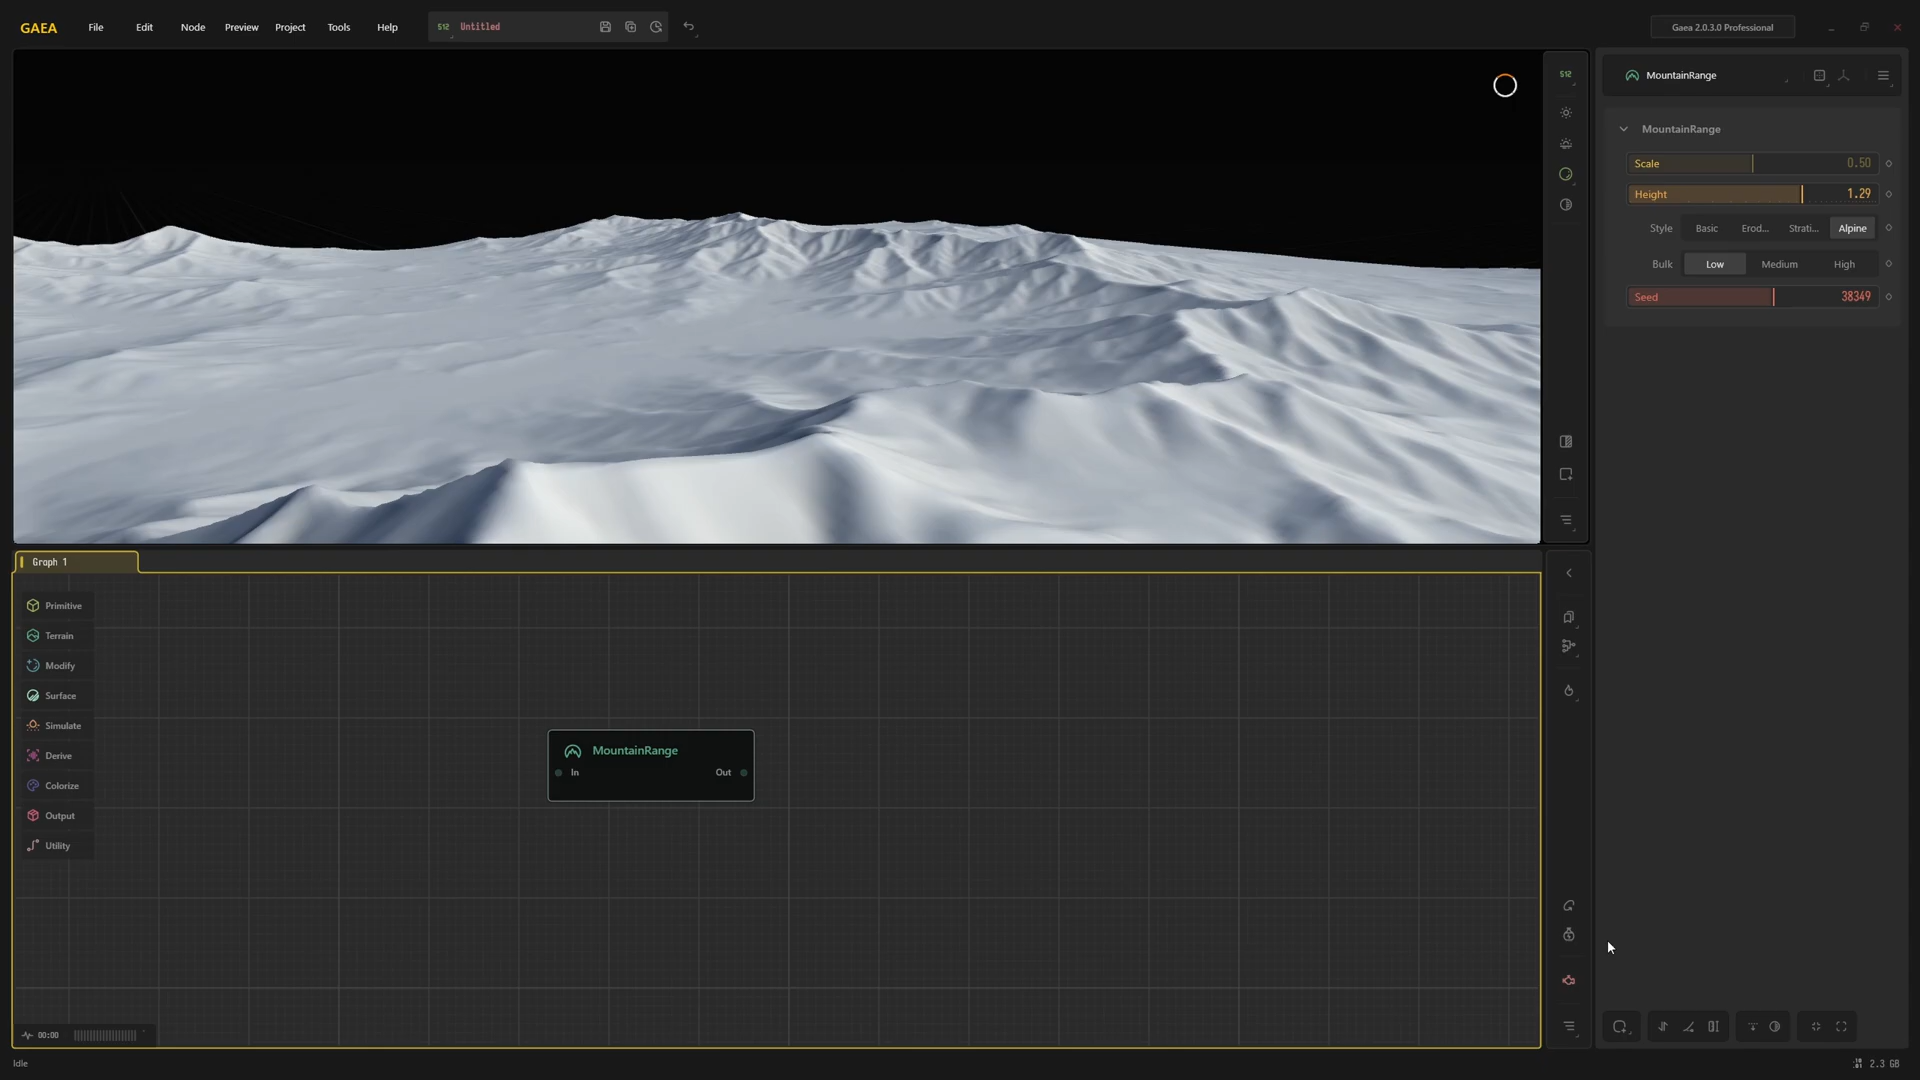 GAEA File Edit Node Preview Project Tools Help 512 Untitled Gaea 2.0.3.0 Professional
512
MountainRange
MountainRange
Scale 0.50
Height 1.29
Style Basic Erod... Strati... Alpine
Bulk Low Medium High
Seed 38349
Graph 1
Primitive
Terrain
Modify
Surface
Simulate
Derive
Colorize
Output
Utility
MountainRange
In Out
00:00
Idle
2.3 GB